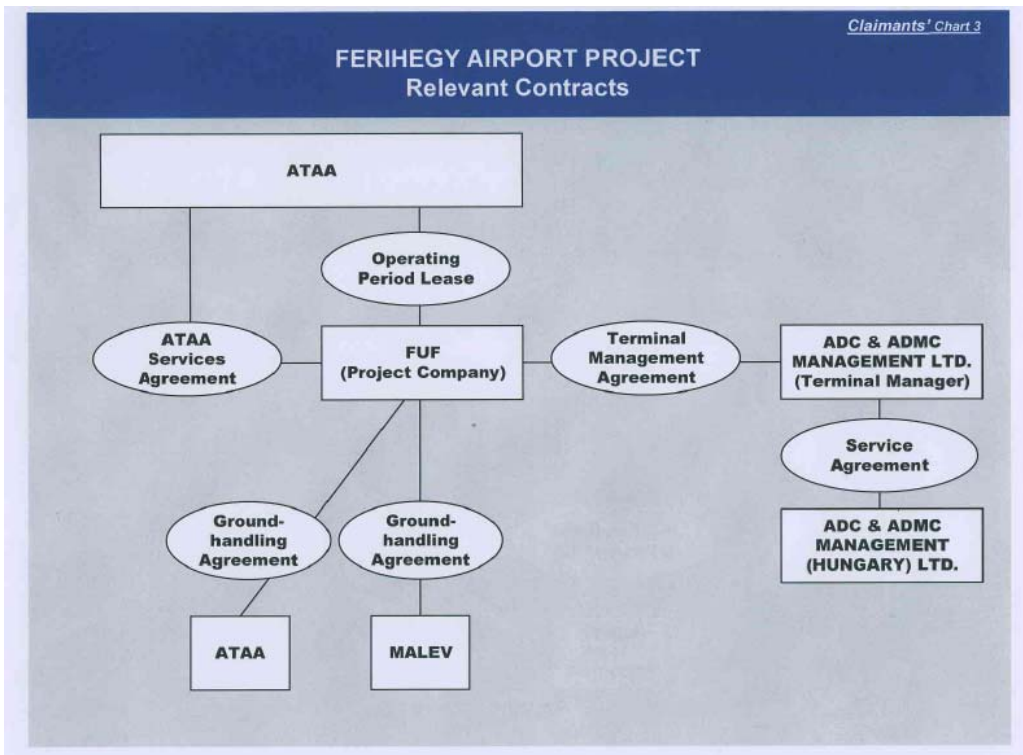 Claimants' Chart 3
FERIHEGY AIRPORT PROJECT
Relevant Contracts
ATAA
Operating
Period Lease
ATAA
Services
Agreement
FUF
(Project Company)
Terminal
Management
Agreement
ADC & ADMC
MANAGEMENT LTD.
(Terminal Manager)
Service
Agreement
Ground-
handling
Agreement
Ground-
handling
Agreement
ADC & ADMC
MANAGEMENT
(HUNGARY) LTD.
ATAA
MALEV